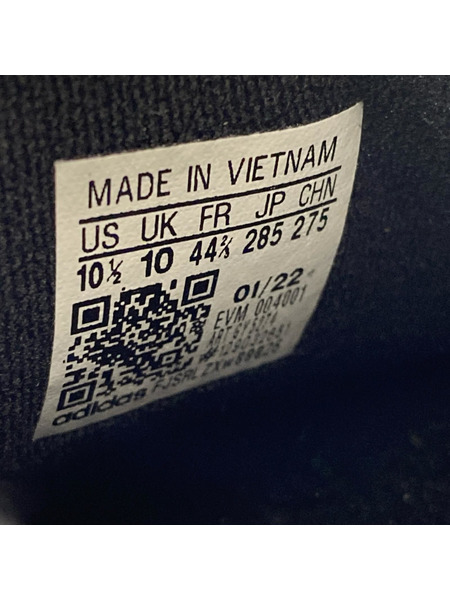 MADE IN VIETNAM
US UK FR JP CHN
10½ 10 44⅔ 285 275
01/22
EVM 004001
adidas